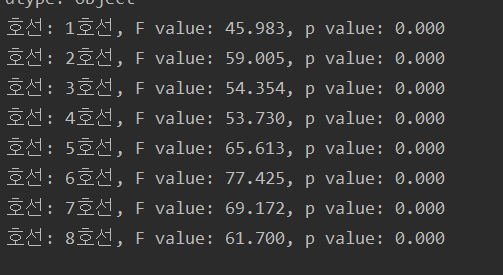 dtype: object
호선: 1호선, F value: 45.983, p value: 0.000
호선: 2호선, F value: 59.005, p value: 0.000
호선: 3호선, F value: 54.354, p value: 0.000
호선: 4호선, F value: 53.730, p value: 0.000
호선: 5호선, F value: 65.613, p value: 0.000
호선: 6호선, F value: 77.425, p value: 0.000
호선: 7호선, F value: 69.172, p value: 0.000
호선: 8호선, F value: 61.700, p value: 0.000